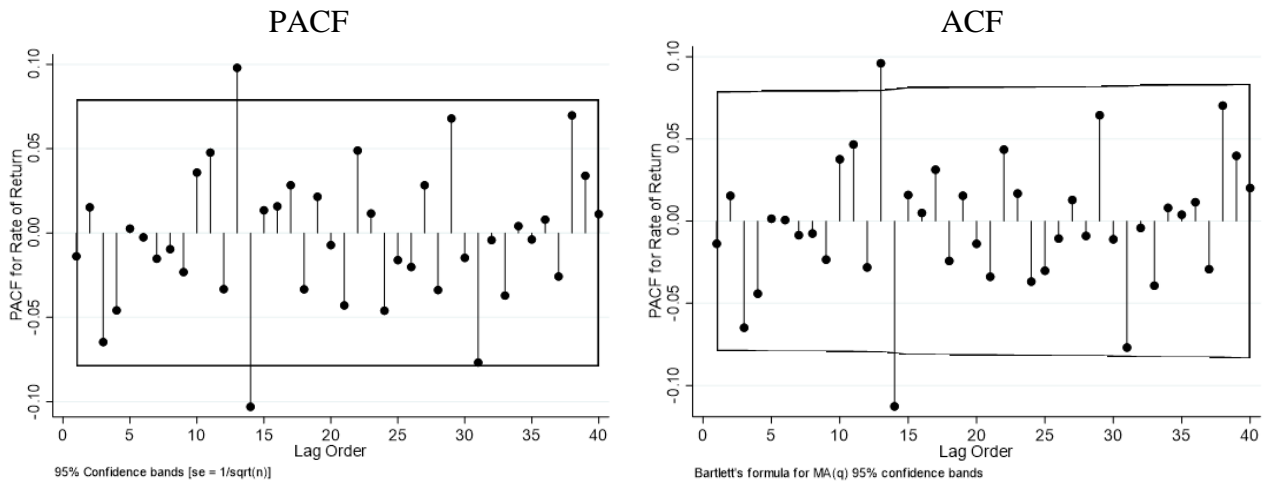 PACF
PACF for Rate of Return
0.10
0.05
0.00
-0.05
-0.10
0 5 10 15 20 25 30 35 40
Lag Order
95% Confidence bands [se = 1/sqrt(n)]
ACF
PACF for Rate of Return
0.10
0.05
0.00
-0.05
-0.10
0 5 10 15 20 25 30 35 40
Lag Order
Bartlett's formula for MA(q) 95% confidence bands